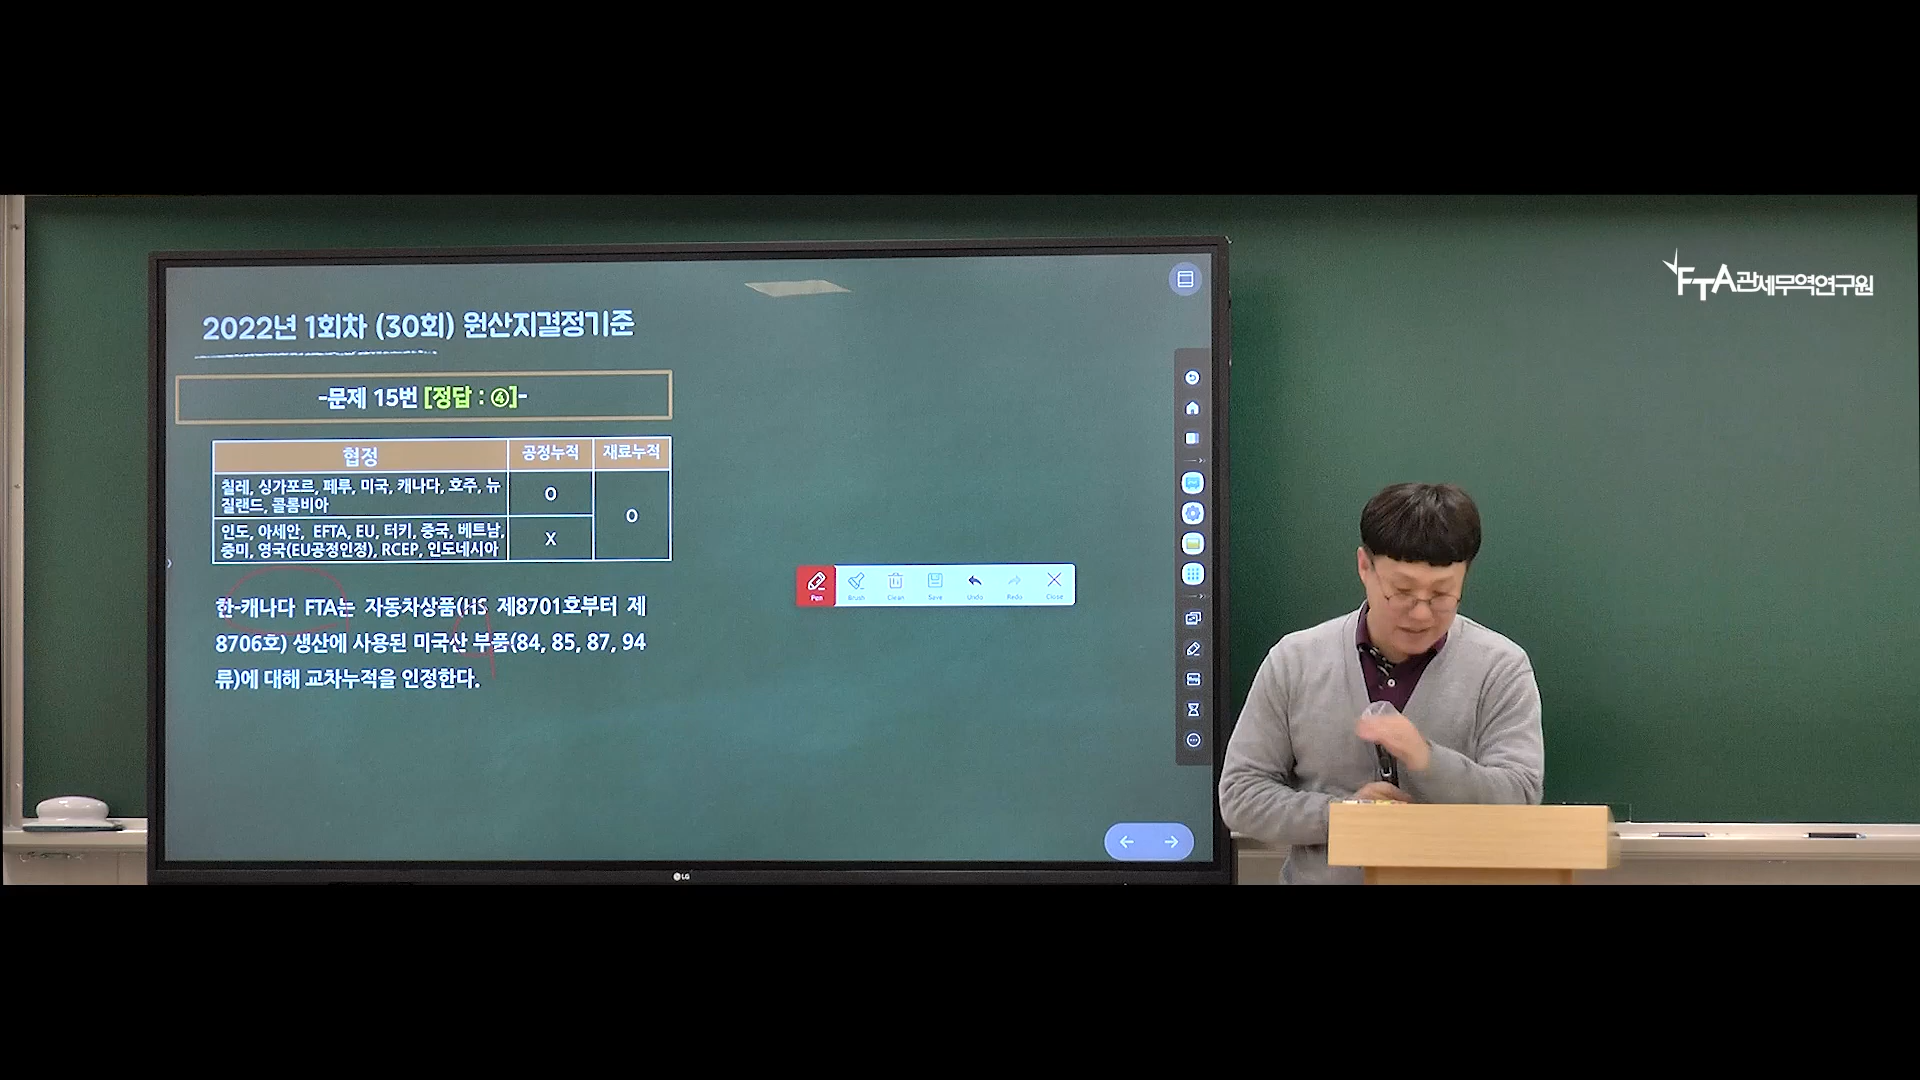 FTA관세무역연구원
2022년 1회차 (30회) 원산지결정기준
-문제 15번 [정답 : ④]-
협정 공정누적 재료누적
칠레, 싱가포르, 페루, 미국, 캐나다, 호주, 뉴
질랜드, 콜롬비아
O
O
인도, 아세안, EFTA, EU, 터키, 중국, 베트남,
중미, 영국(EU공정인정), RCEP, 인도네시아
X
한-캐나다 FTA는 자동차상품(HS 제8701호부터 제
8706호) 생산에 사용된 미국산 부품(84, 85, 87, 94
류)에 대해 교차누적을 인정한다.
Pen Brush Clean Save Undo Redo Close
LG